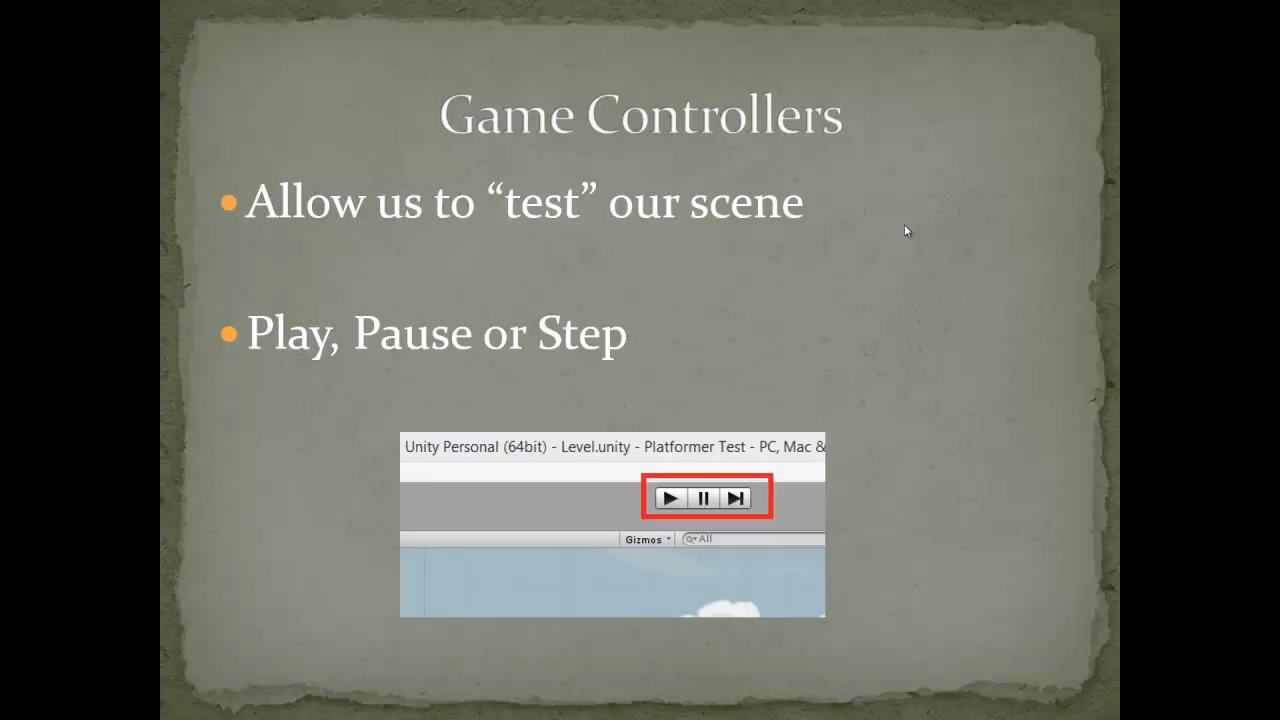 Game Controllers
Allow us to “test” our scene
Play, Pause or Step
Unity Personal (64bit) - Level.unity - Platformer Test - PC, Mac &
Gizmos
All